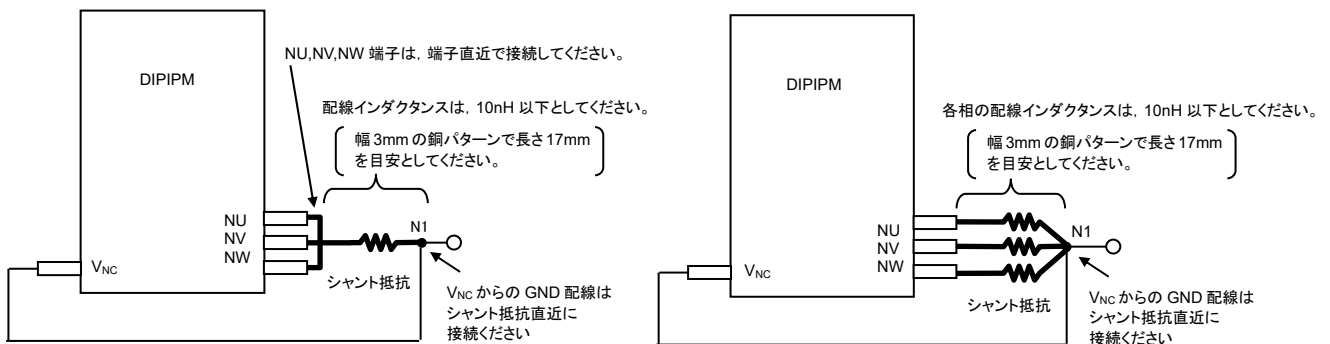 NU,NV,NW 端子は，端子直近で接続してください。
DIPIPM
配線インダクタンスは，10nH 以下としてください。
幅 3mm の銅パターンで長さ 17mm
を目安としてください。
NU
NV
NW
N1
VNC
シャント抵抗
VNC からの GND 配線は
シャント抵抗直近に
接続ください
DIPIPM
各相の配線インダクタンスは，10nH 以下としてください。
幅 3mm の銅パターンで長さ 17mm
を目安としてください。
NU
NV
NW
N1
VNC
シャント抵抗
VNC からの GND 配線は
シャント抵抗直近に
接続ください